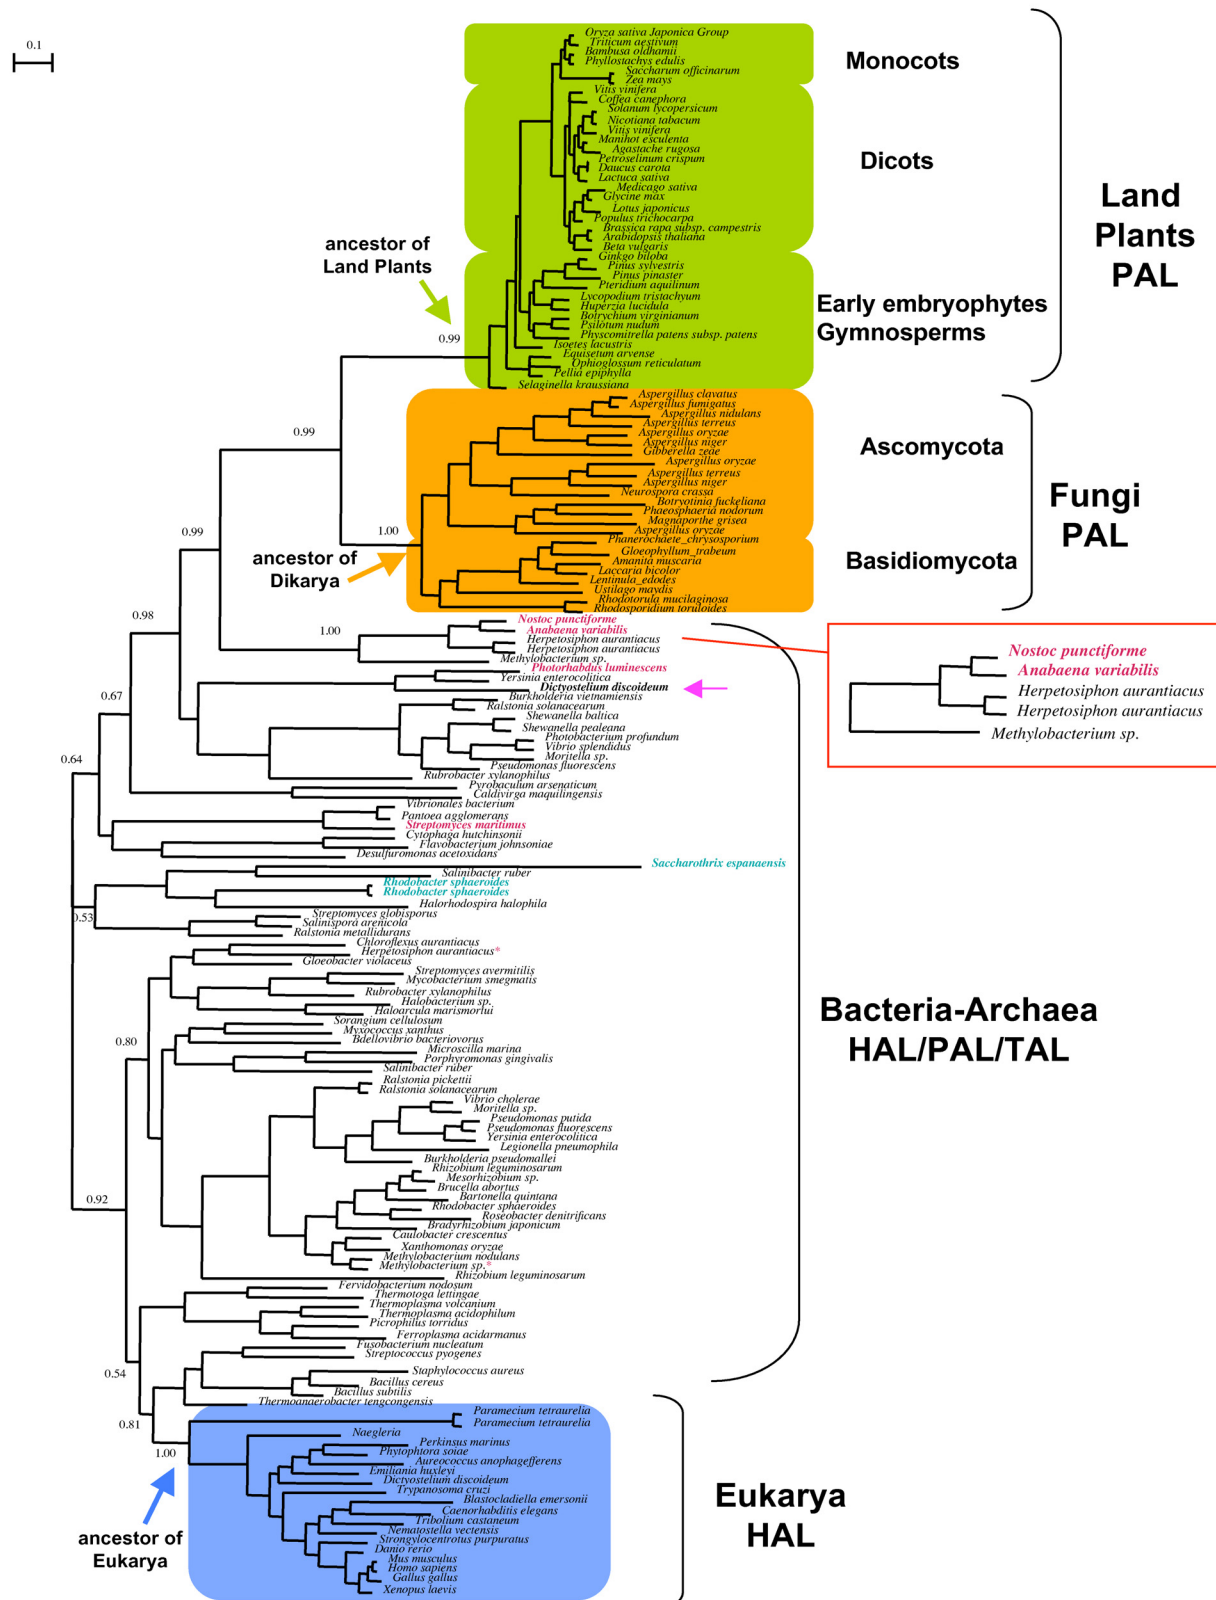 0.1
Oryza sativa Japonica Group
Triticum aestivum
Bambusa oldhamii
Phyllostachys edulis
Saccharum officinarum
Zea mays
Monocots
Vitis vinifera
Coffea canephora
Solanum lycopersicum
Nicotiana tabacum
Vitis vinifera
Manihot esculenta
Agastache rugosa
Petroselinum crispum
Daucus carota
Lactuca sativa
Medicago sativa
Glycine max
Lotus japonicus
Populus trichocarpa
Brassica rapa subsp. campestris
Arabidopsis thaliana
Beta vulgaris
Dicots
Land
Plants
PAL
ancestor of
Land Plants
0.99
Ginkgo biloba
Pinus sylvestris
Pinus pinaster
Pteridium aquilinum
Lycopodium tristachyum
Huperzia lucidula
Botrychium virginianum
Psilotum nudum
Physcomitrella patens subsp. patens
Isoetes lacustris
Equisetum arvense
Ophioglossum reticulatum
Pellia epiphylla
Selaginella kraussiana
Early embryophytes
Gymnosperms
0.99
Aspergillus clavatus
Aspergillus fumigatus
Aspergillus nidulans
Aspergillus terreus
Aspergillus oryzae
Aspergillus niger
Gibberella zeae
Aspergillus oryzae
Aspergillus terreus
Aspergillus niger
Neurospora crassa
Botryotinia fuckeliana
Phaeosphaeria nodorum
Magnaporthe grisea
Aspergillus oryzae
Ascomycota
Fungi
PAL
0.99
1.00
ancestor of
Dikarya
Phanerochaete_chrysosporium
Gloeophyllum_trabeum
Amanita muscaria
Laccaria bicolor
Lentinula_edodes
Ustilago maydis
Rhodotorula mucilaginosa
Rhodosporidium toruloides
Basidiomycota
0.98
1.00
Nostoc punctiforme
Anabaena variabilis
Herpetosiphon aurantiacus
Herpetosiphon aurantiacus
Methylobacterium sp.
Nostoc punctiforme
Anabaena variabilis
Herpetosiphon aurantiacus
Herpetosiphon aurantiacus
Methylobacterium sp.
Photorhabdus luminescens
Yersinia enterocolitica
Dictyostelium discoideum
0.67
Burkholderia vietnamiensis
Ralstonia solanacearum
Shewanella baltica
Shewanella pealeana
Photobacterium profundum
Vibrio splendidus
Moritella sp.
Pseudomonas fluorescens
Rubrobacter xylanophilus
0.64
Pyrobaculum arsenaticum
Caldivirga maquilingensis
Vibrionales bacterium
Pantoea agglomerans
Streptomyces maritimus
Cytophaga hutchinsonii
Flavobacterium johnsoniae
Desulfuromonas acetoxidans
Saccharothrix espanaensis
Salinibacter ruber
Rhodobacter sphaeroides
Rhodobacter sphaeroides
Halorhodospira halophila
0.53
Streptomyces globisporus
Salinispora arenicola
Ralstonia metallidurans
Chloroflexus aurantiacus
Herpetosiphon aurantiacus*
Gloeobacter violaceus
Streptomyces avermitilis
Mycobacterium smegmatis
Rubrobacter xylanophilus
Halobacterium sp.
Haloarcula marismortui
Bacteria-Archaea
HAL/PAL/TAL
0.80
Sorangium cellulosum
Myxococcus xanthus
Bdellovibrio bacteriovorus
Microscilla marina
Porphyromonas gingivalis
Salinibacter ruber
Ralstonia pickettii
Ralstonia solanacearum
Vibrio cholerae
Moritella sp.
Pseudomonas putida
Pseudomonas fluorescens
Yersinia enterocolitica
Legionella pneumophila
Burkholderia pseudomallei
Rhizobium leguminosarum
Mesorhizobium sp.
Brucella abortus
Bartonella quintana
Rhodobacter sphaeroides
Roseobacter denitrificans
Bradyrhizobium japonicum
0.92
Caulobacter crescentus
Xanthomonas oryzae
Methylobacterium nodulans
Methylobacterium sp.*
Rhizobium leguminosarum
Fervidobacterium nodosum
Thermotoga lettingae
Thermoplasma volcanium
Thermoplasma acidophilum
Picrophilus torridus
Ferroplasma acidarmanus
Fusobacterium nucleatum
Streptococcus pyogenes
0.54
Staphylococcus aureus
Bacillus cereus
Bacillus subtilis
Thermoanaerobacter tengcongensis
0.81
1.00
Paramecium tetraurelia
Paramecium tetraurelia
Naegleria
Perkinsus marinus
Phytophtora soiae
Aureococcus anophagefferens
Emiliania huxleyi
Dictyostelium discoideum
Trypanosoma cruzi
Blastocladiella emersonii
Caenorhabditis elegans
Tribolium castaneum
Nematostella vectensis
Strongylocentrotus purpuratus
Danio rerio
Mus musculus
Homo sapiens
Gallus gallus
Xenopus laevis
ancestor of
Eukarya
Eukarya
HAL